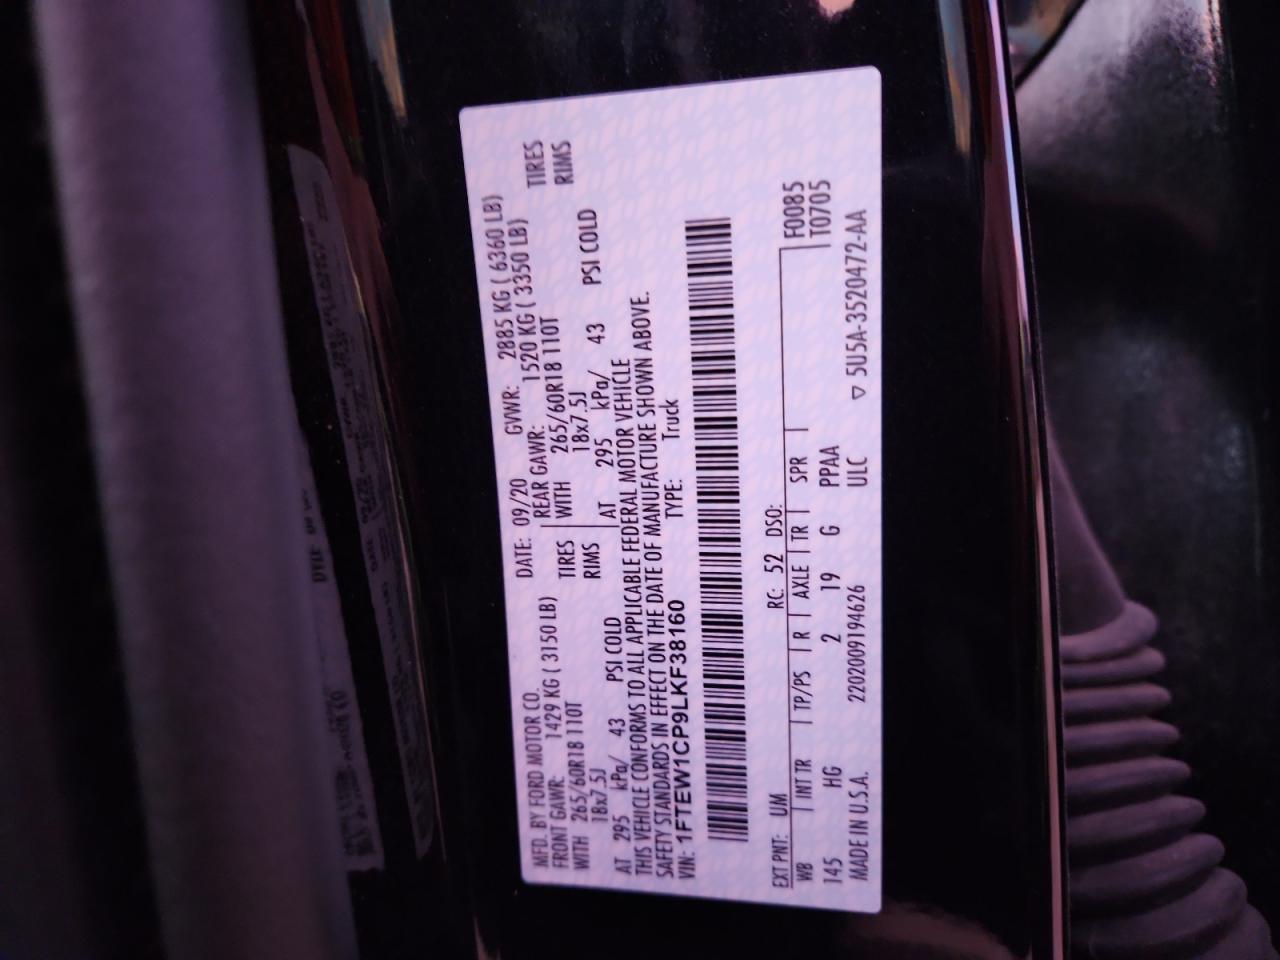 MFD. BY FORD MOTOR CO.
DATE: 09/20 GVWR: 2885 KG ( 6360 LB)
FRONT GAWR: 1429 KG ( 3150 LB) REAR GAWR: 1520 KG ( 3350 LB)
WITH 265/60R18 110T TIRES WITH 265/60R18 110T TIRES
18x7.5J RIMS 18x7.5J RIMS
AT 295 kPa/ 43 PSI COLD AT 295 kPa/ 43 PSI COLD
THIS VEHICLE CONFORMS TO ALL APPLICABLE FEDERAL MOTOR VEHICLE
SAFETY STANDARDS IN EFFECT ON THE DATE OF MANUFACTURE SHOWN ABOVE.
VIN: 1FTEW1CP9LKF38160 TYPE: Truck
EXT PNT: UM RC: 52 DSO: F0085
WB INT TR TP/PS R AXLE TR SPR T0705
145 HG 2 19 G PPAA
MADE IN U.S.A. 2202009194626 ULC ▽ 5U5A-3520472-AA